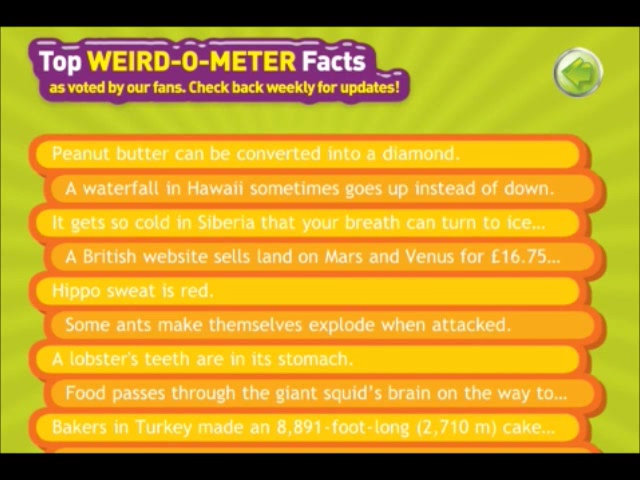 Top WEIRD-O-METER Facts
as voted by our fans. Check back weekly for updates!
Peanut butter can be converted into a diamond.
A waterfall in Hawaii sometimes goes up instead of down.
It gets so cold in Siberia that your breath can turn to ice...
A British website sells land on Mars and Venus for £16.75...
Hippo sweat is red.
Some ants make themselves explode when attacked.
A lobster's teeth are in its stomach.
Food passes through the giant squid’s brain on the way to...
Bakers in Turkey made an 8,891-foot-long (2,710 m) cake...